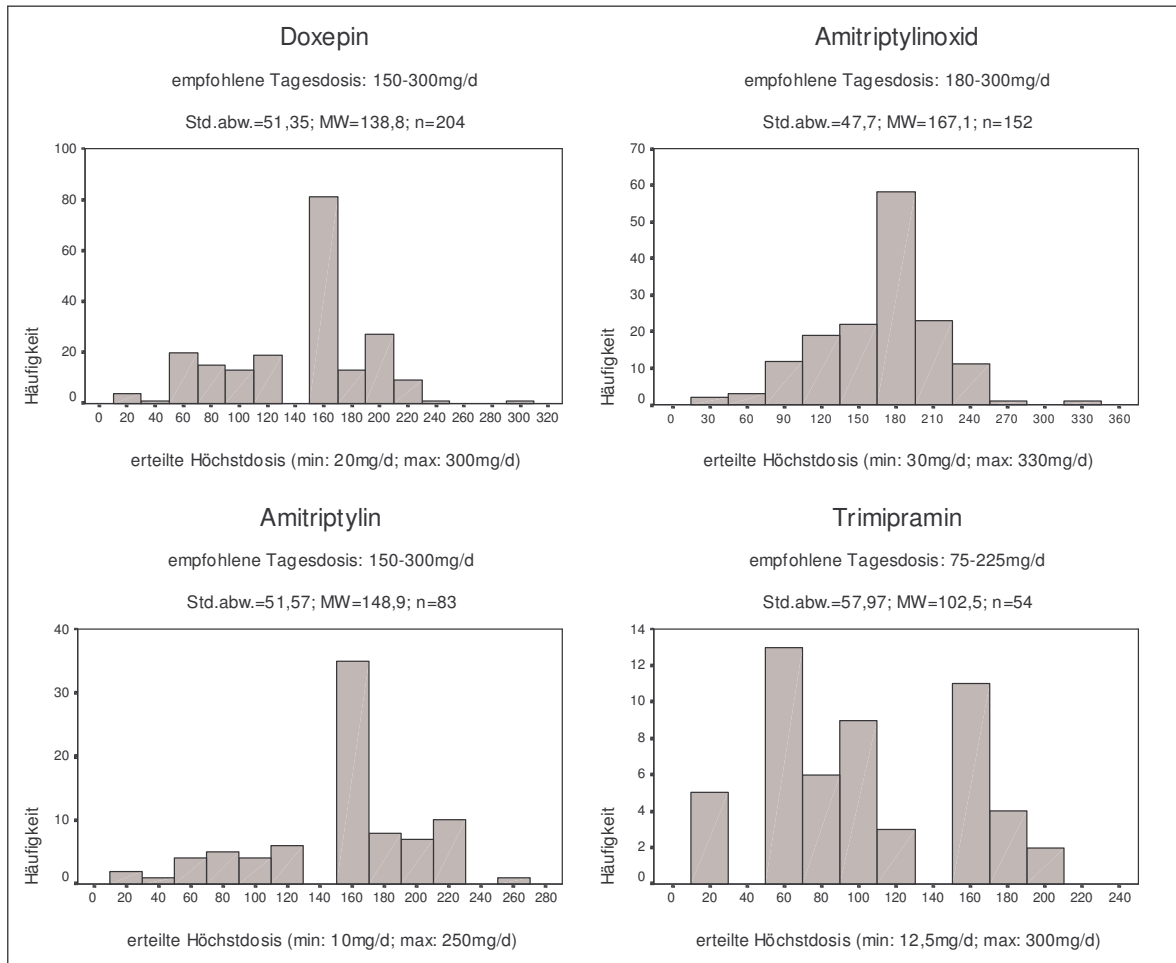 Doxepin
empfohlene Tagesdosis: 150-300mg/d
Std.abw.=51,35; MW=138,8; n=204
100
80
60
40
20
0
Häufigkeit
0 20 40 60 80 100 120 140 160 180 200 220 240 260 280 300 320
erteilte Höchstdosis (min: 20mg/d; max: 300mg/d)
Amitriptylinoxid
empfohlene Tagesdosis: 180-300mg/d
Std.abw.=47,7; MW=167,1; n=152
70
60
50
40
30
20
10
0
Häufigkeit
0 30 60 90 120 150 180 210 240 270 300 330 360
erteilte Höchstdosis (min: 30mg/d; max: 330mg/d)
Amitriptylin
empfohlene Tagesdosis: 150-300mg/d
Std.abw.=51,57; MW=148,9; n=83
40
30
20
10
0
Häufigkeit
0 20 40 60 80 100 120 140 160 180 200 220 240 260 280
erteilte Höchstdosis (min: 10mg/d; max: 250mg/d)
Trimipramin
empfohlene Tagesdosis: 75-225mg/d
Std.abw.=57,97; MW=102,5; n=54
14
12
10
8
6
4
2
0
Häufigkeit
0 20 40 60 80 100 120 140 160 180 200 220 240
erteilte Höchstdosis (min: 12,5mg/d; max: 300mg/d)